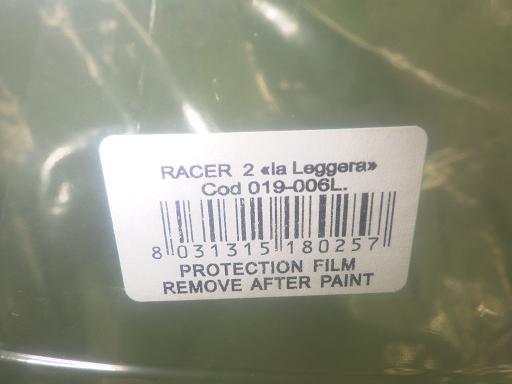 RACER 2 «la Leggera»
Cod 019-006L.
8 031315 180257
PROTECTION FILM
REMOVE AFTER PAINT